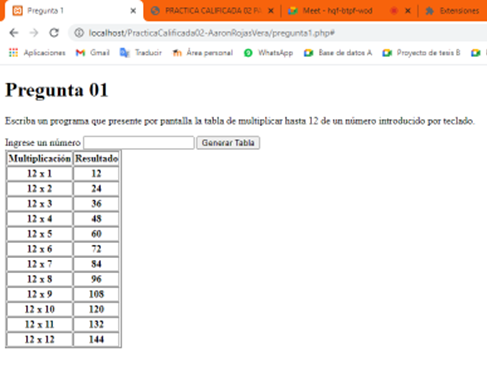 Pregunta 1
PRACTICA CALIFICADA 02
Meet - hqf-btpf-wod
Extensiones
localhost/PracticaCalificada02-AaronRojasVera/pregunta1.php#
Aplicaciones Gmail Traducir Área personal WhatsApp Base de datos A Proyecto de tesis B
Pregunta 01
Escriba un programa que presente por pantalla la tabla de multiplicar hasta 12 de un número introducido por teclado.
Ingrese un número Generar Tabla
Multiplicación Resultado
12 x 1 12
12 x 2 24
12 x 3 36
12 x 4 48
12 x 5 60
12 x 6 72
12 x 7 84
12 x 8 96
12 x 9 108
12 x 10 120
12 x 11 132
12 x 12 144